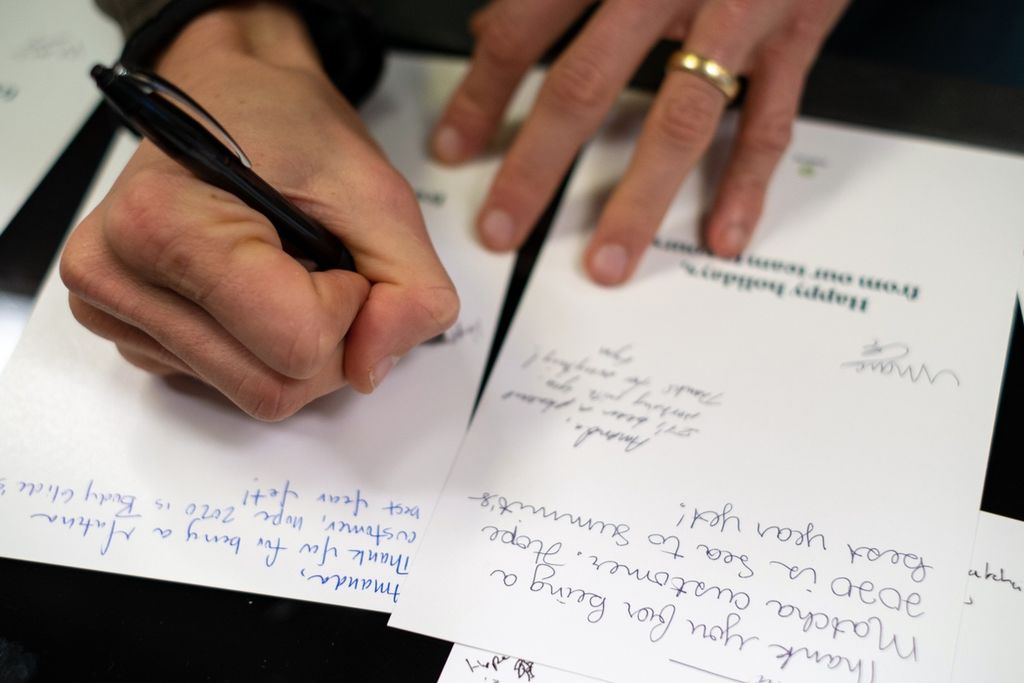 Happy holidays,
from our team to yours
Thank you for being a
Matcha customer. Hope
2020 is Sea to Summit's
best year yet!
Amanda,
It's been a pleasure
working with you.
Thanks for everything!
Ryan
Amanda,
Thank you for being a Matcha
customer, hope 2020 is Body Glide's
best year yet!